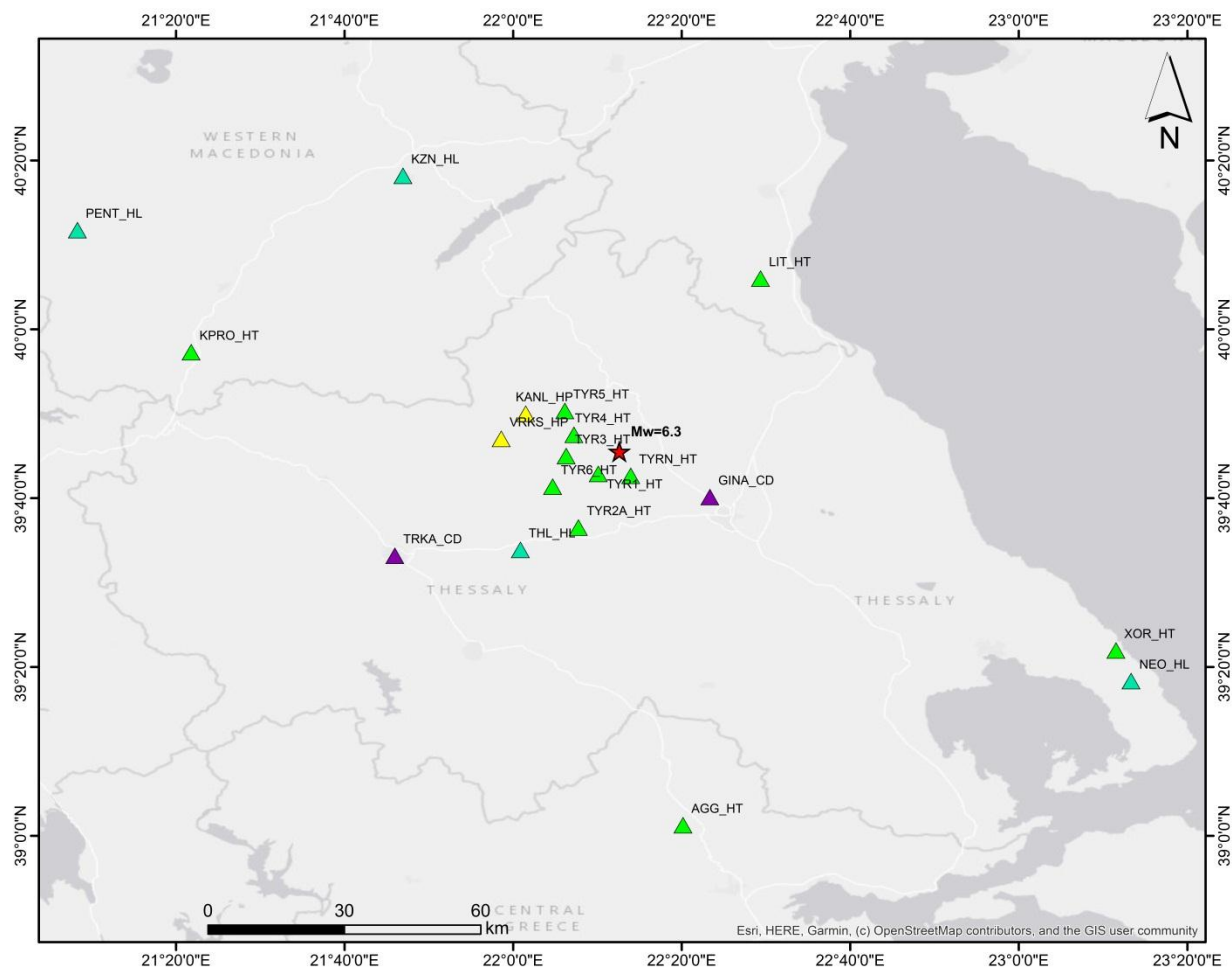 21°20'0"E 21°40'0"E 22°0'0"E 22°20'0"E 22°40'0"E 23°0'0"E 23°20'0"E
N
WESTERN
MACEDONIA
40°20'0"N
40°20'0"N
KZN_HL
PENT_HL
LIT_HT
40°0'0"N
40°0'0"N
KPRO_HT
KANL_HP
TYR5_HT
VRKS_HP
TYR4_HT
TYR3_HT
Mw=6.3
TYR6_HT
TYRN_HT
TYR1_HT
GINA_CD
39°40'0"N
39°40'0"N
TYR2A_HT
TRKA_CD
THL_HL
THESSALY
THESSALY
XOR_HT
NEO_HL
39°20'0"N
39°20'0"N
AGG_HT
39°0'0"N
39°0'0"N
0 30 60
km
CENTRAL
GREECE
Esri, HERE, Garmin, (c) OpenStreetMap contributors, and the GIS user community
21°20'0"E 21°40'0"E 22°0'0"E 22°20'0"E 22°40'0"E 23°0'0"E 23°20'0"E